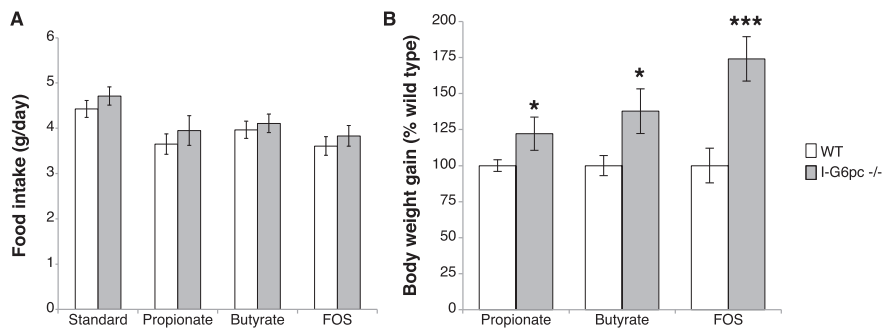 A
Food intake (g/day)
6
5
4
3
2
1
0
Standard Propionate Butyrate FOS
B
Body weight gain (% wild type)
200
175
150
125
100
75
50
25
0
*
*
***
Propionate Butyrate FOS
WT
I-G6pc -/-